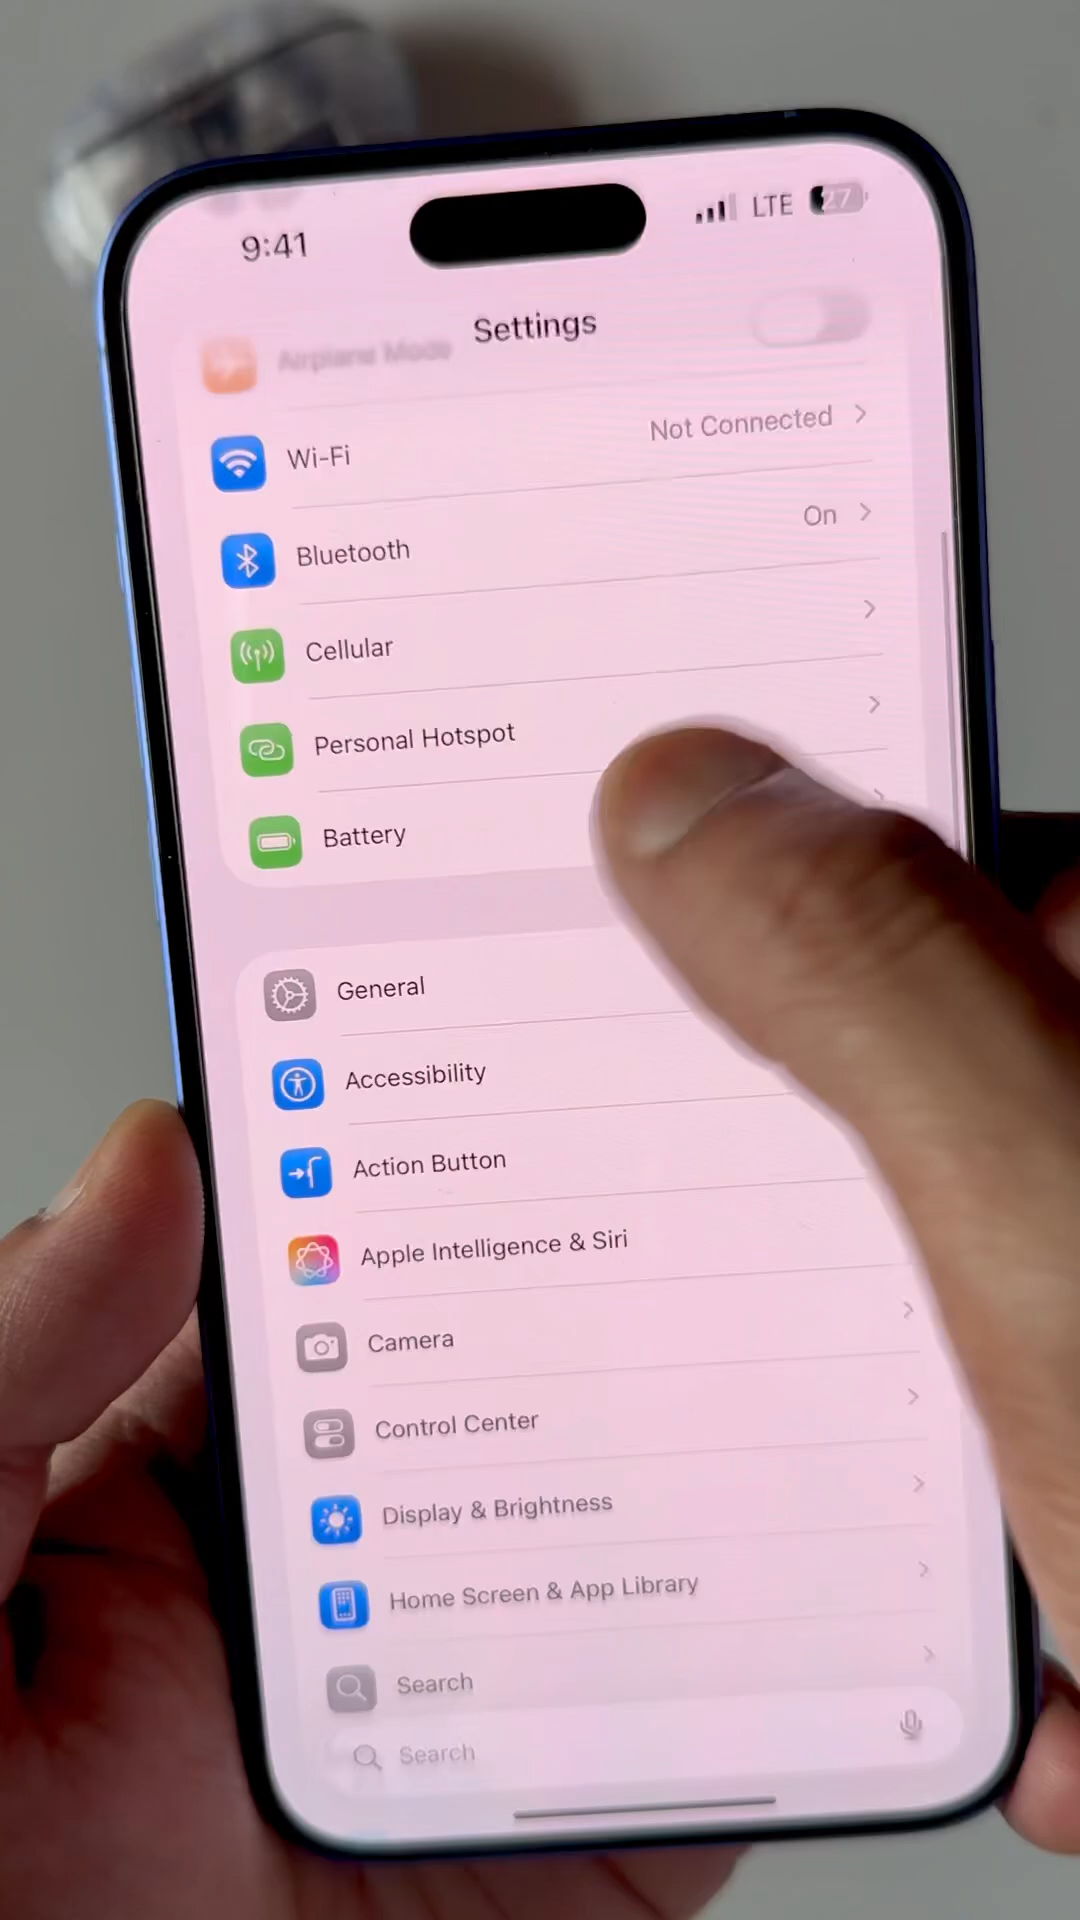 9:41
LTE 27
Settings
Airplane Mode
Wi-Fi Not Connected
Bluetooth On
Cellular
Personal Hotspot
Battery
General
Accessibility
Action Button
Apple Intelligence & Siri
Camera
Control Center
Display & Brightness
Home Screen & App Library
Search
Search